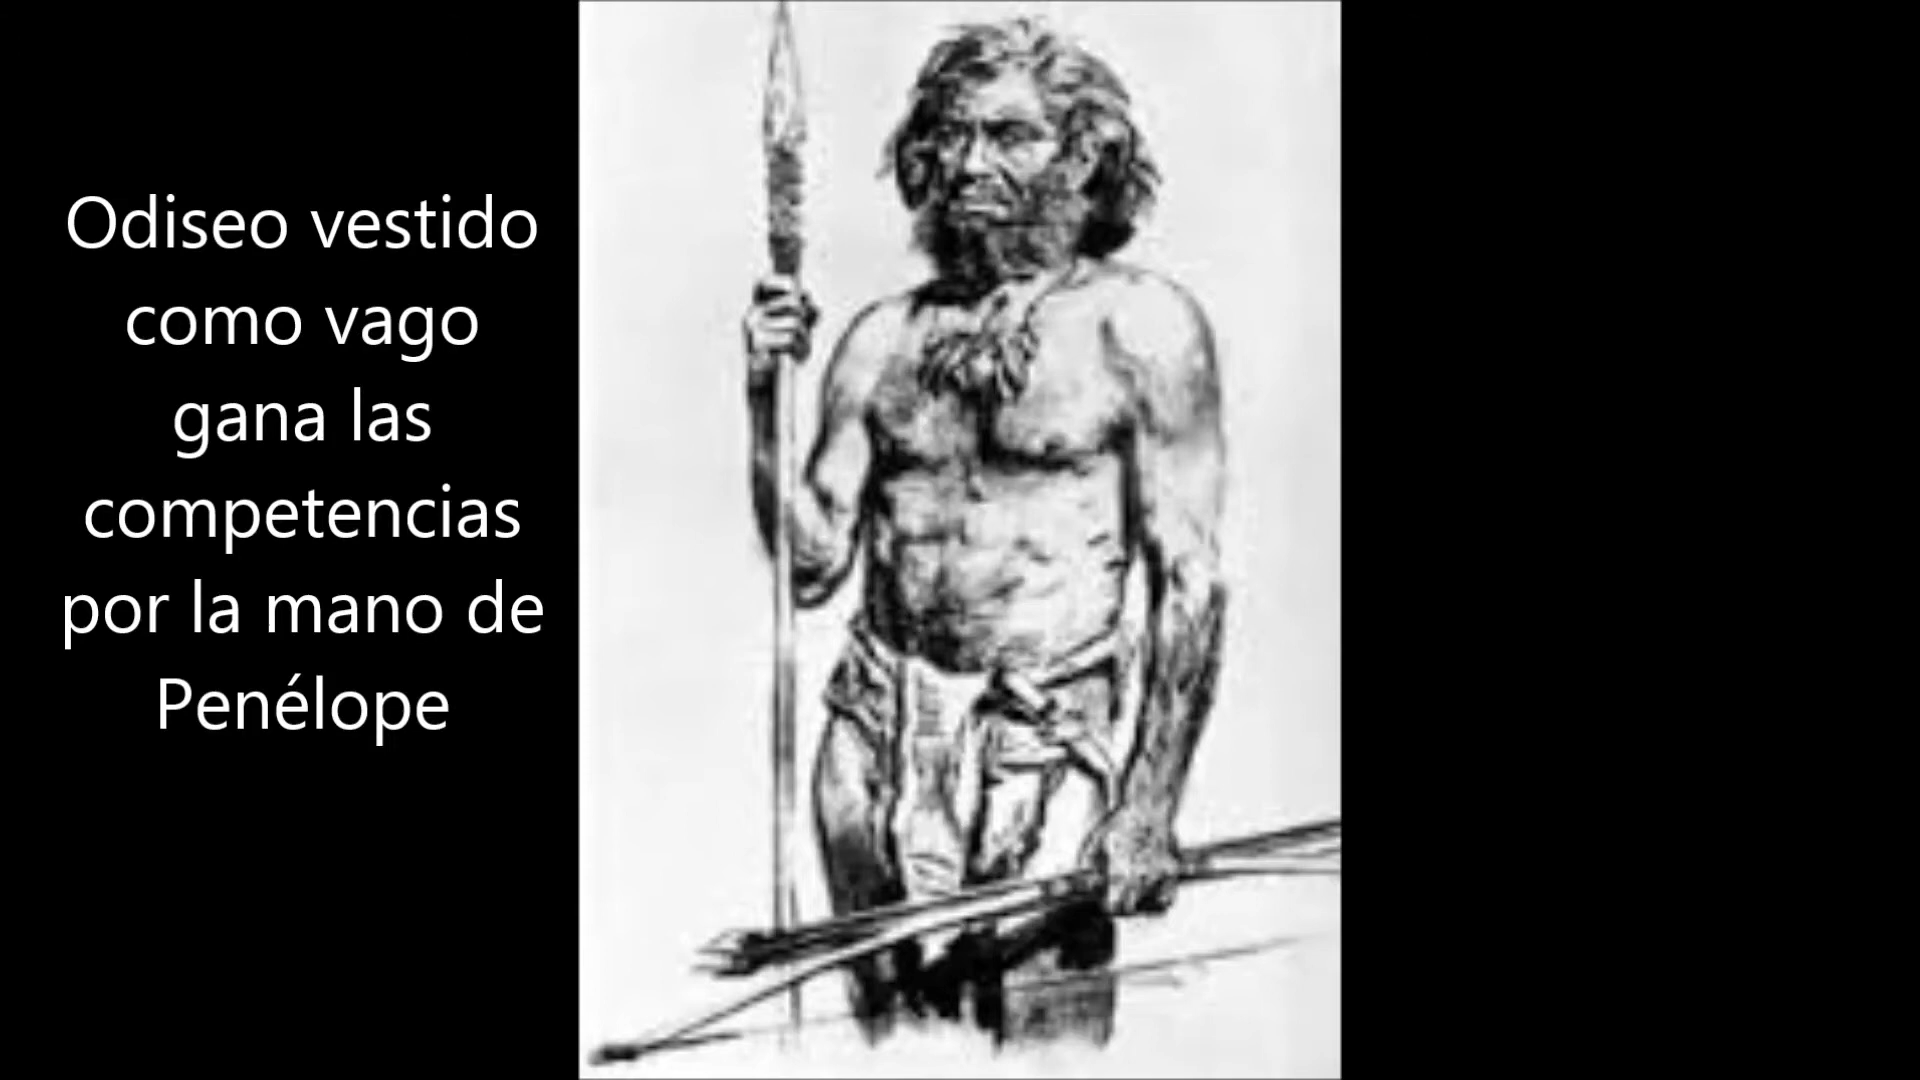 Odiseo vestido
como vago
gana las
competencias
por la mano de
Penélope